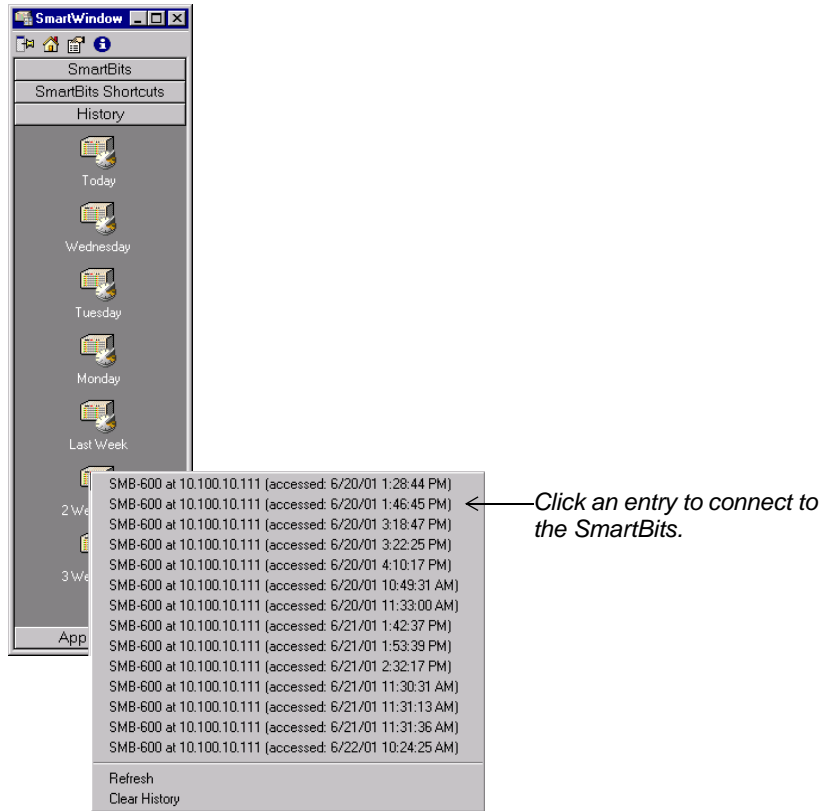 SmartWindow
SmartBits
SmartBits Shortcuts
History
Today
Wednesday
Tuesday
Monday
Last Week
2 We
3 We
App
SMB-600 at 10.100.10.111 (accessed: 6/20/01 1:28:44 PM)
SMB-600 at 10.100.10.111 (accessed: 6/20/01 1:46:45 PM)
SMB-600 at 10.100.10.111 (accessed: 6/20/01 3:18:47 PM)
SMB-600 at 10.100.10.111 (accessed: 6/20/01 3:22:25 PM)
SMB-600 at 10.100.10.111 (accessed: 6/20/01 4:10:17 PM)
SMB-600 at 10.100.10.111 (accessed: 6/20/01 10:49:31 AM)
SMB-600 at 10.100.10.111 (accessed: 6/20/01 11:33:00 AM)
SMB-600 at 10.100.10.111 (accessed: 6/21/01 1:42:37 PM)
SMB-600 at 10.100.10.111 (accessed: 6/21/01 1:53:39 PM)
SMB-600 at 10.100.10.111 (accessed: 6/21/01 2:32:17 PM)
SMB-600 at 10.100.10.111 (accessed: 6/21/01 11:30:31 AM)
SMB-600 at 10.100.10.111 (accessed: 6/21/01 11:31:13 AM)
SMB-600 at 10.100.10.111 (accessed: 6/21/01 11:31:36 AM)
SMB-600 at 10.100.10.111 (accessed: 6/22/01 10:24:25 AM)
Refresh
Clear History
Click an entry to connect to
the SmartBits.